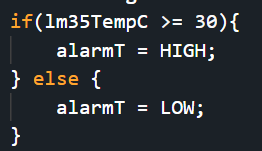 if(lm35TempC >= 30){
    alarmT = HIGH;
} else {
    alarmT = LOW;
}